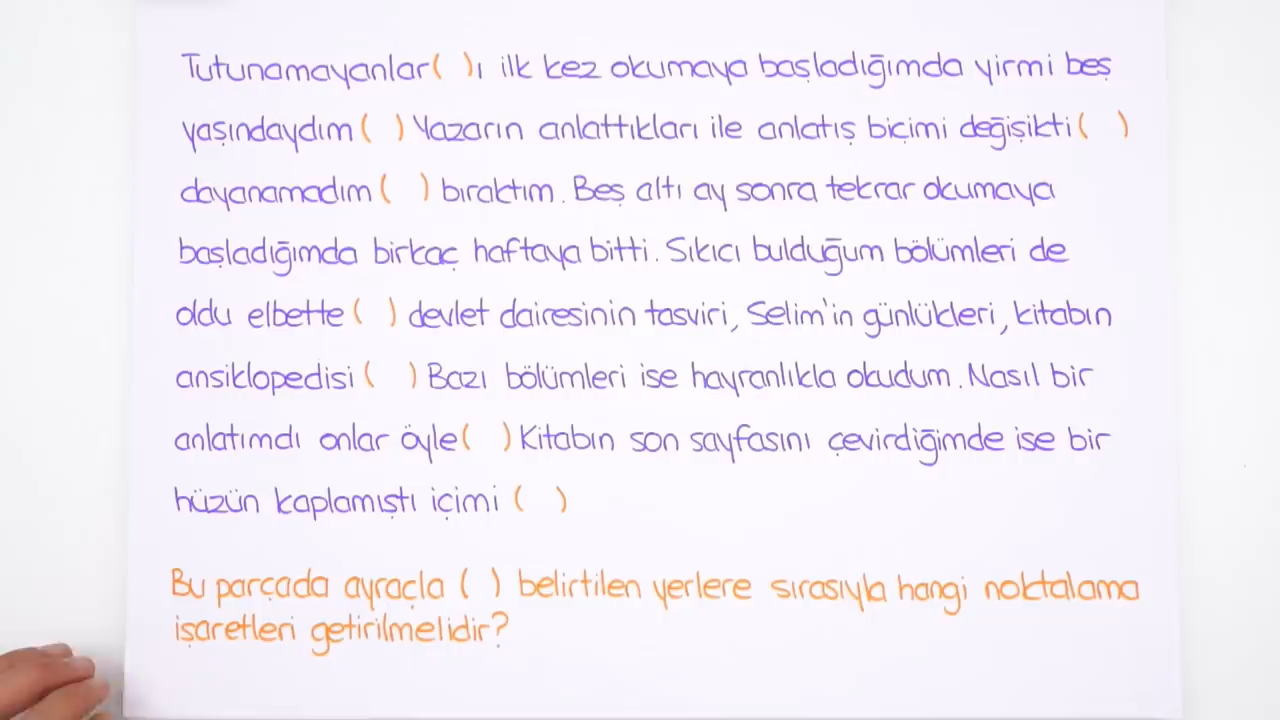 Tutunamayanlar( )ı ilk kez okumaya başladığımda yirmi beş
yaşındaydım ( ) Yazarın anlattıkları ile anlatış biçimi değişikti ( )
dayanamadım ( ) bıraktım. Beş altı ay sonra tekrar okumaya
başladığımda birkaç haftaya bitti. Sıkıcı bulduğum bölümleri de
oldu elbette ( ) devlet dairesinin tasviri, Selim'in günlükleri, kitabın
ansiklopedisi ( ) Bazı bölümleri ise hayranlıkla okudum. Nasıl bir
anlatımdı onlar öyle ( ) Kitabın son sayfasını çevirdiğimde ise bir
hüzün kaplamıştı içimi ( )
Bu parçada ayraçla ( ) belirtilen yerlere sırasıyla hangi noktalama
işaretleri getirilmelidir?